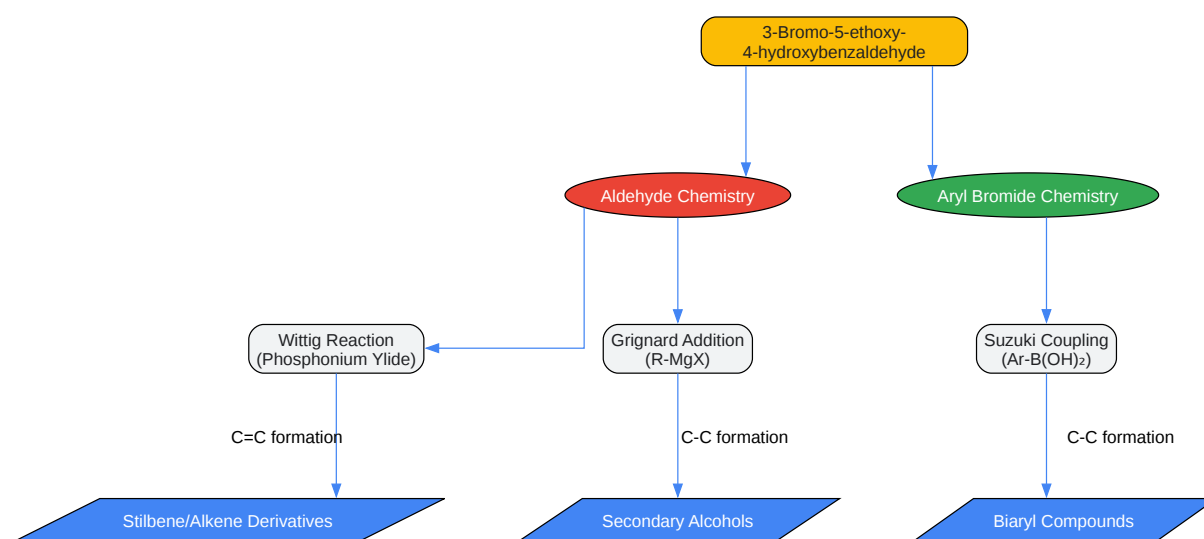 3-Bromo-5-ethoxy-
4-hydroxybenzaldehyde
Aldehyde Chemistry
Aryl Bromide Chemistry
Wittig Reaction
(Phosphonium Ylide)
Grignard Addition
(R-MgX)
Suzuki Coupling
(Ar-B(OH)₂)
C=C formation
C-C formation
C-C formation
Stilbene/Alkene Derivatives
Secondary Alcohols
Biaryl Compounds